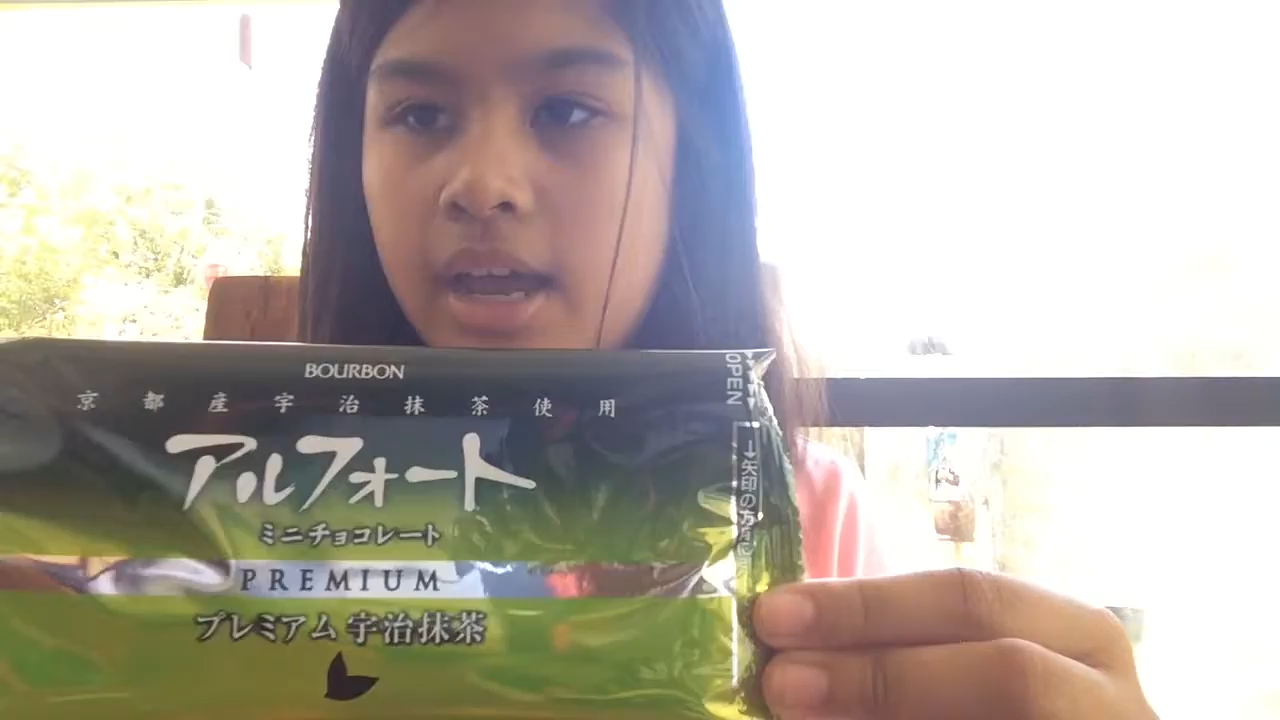 BOURBON
京都産宇治抹茶使用
アルフォート
ミニチョコレート
PREMIUM
プレミアム 宇治抹茶
OPEN
↓矢印の方向に